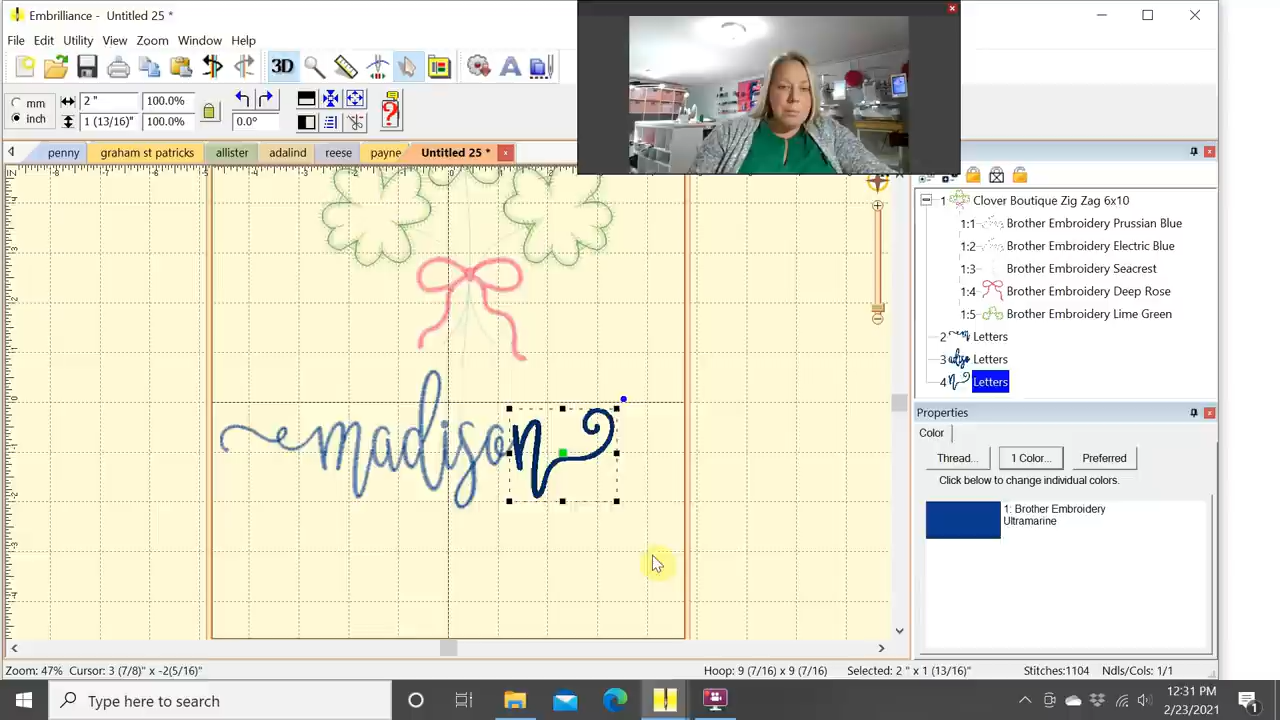 Embrilliance - Untitled 25 *
File Edit Utility View Zoom Window Help
3D
mm 2 " 100.0%
inch 1 (13/16)" 100.0% 0.0°
penny graham st patricks allister adalind reese payne Untitled 25 *
IN
madison
1 Clover Boutique Zig Zag 6x10
1:1 Brother Embroidery Prussian Blue
1:2 Brother Embroidery Electric Blue
1:3 Brother Embroidery Seacrest
1:4 Brother Embroidery Deep Rose
1:5 Brother Embroidery Lime Green
2 Letters
3 Letters
4 Letters
Properties
Color
Thread... 1 Color... Preferred
Click below to change individual colors.
1: Brother Embroidery
Ultramarine
Zoom: 47% Cursor: 3 (7/8)" x -2(5/16)" Hoop: 9 (7/16) x 9 (7/16) Selected: 2 " x 1 (13/16)" Stitches:1104 Ndls/Cols: 1/1
Type here to search
12:31 PM
2/23/2021
1